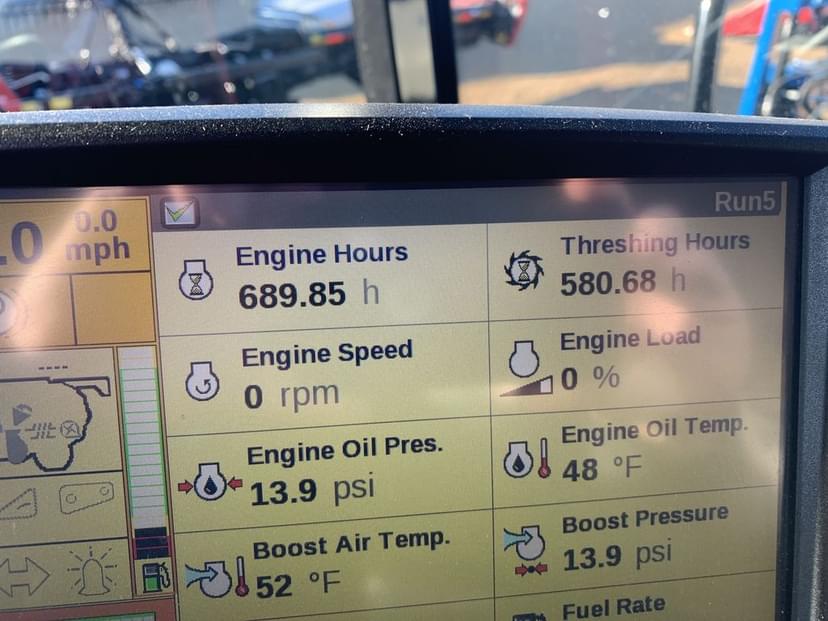 Run5
.0
0.0
mph
Engine Hours
689.85 h
Threshing Hours
580.68 h
Engine Speed
0 rpm
Engine Load
0 %
Engine Oil Pres.
13.9 psi
Engine Oil Temp.
48 °F
Boost Air Temp.
52 °F
Boost Pressure
13.9 psi
Fuel Rate
----